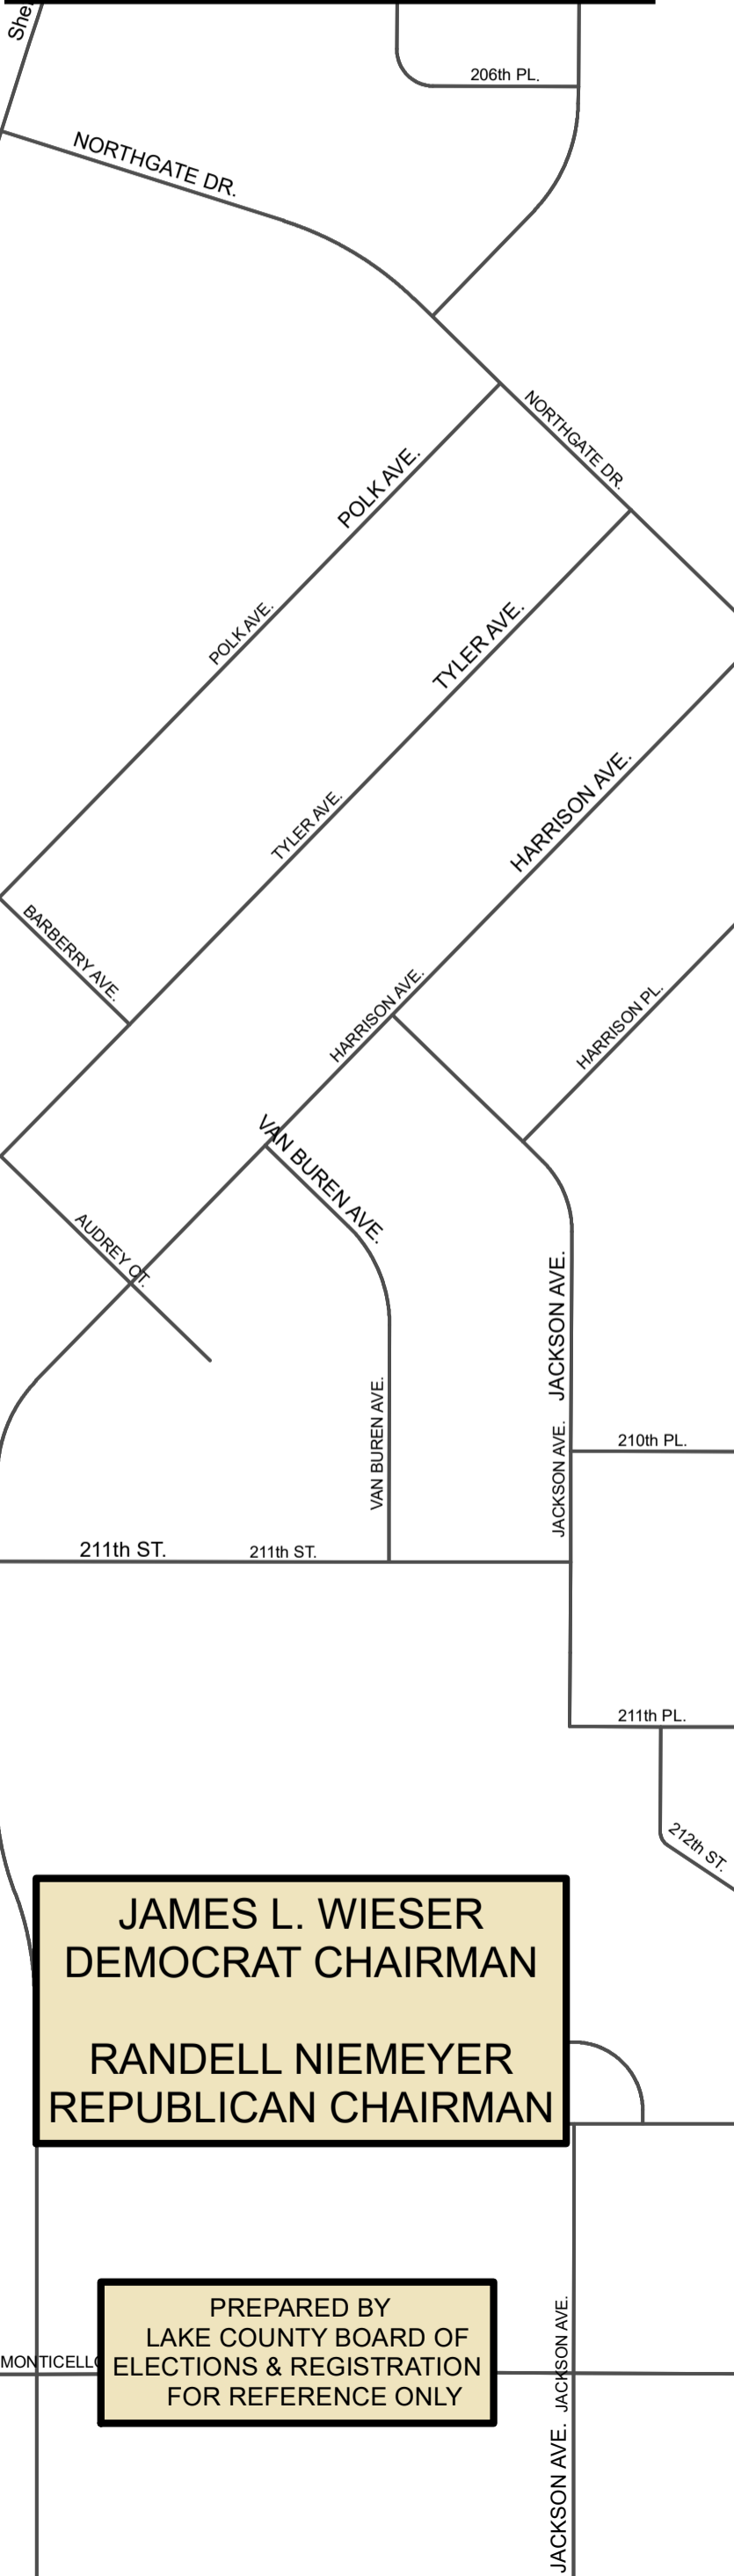 206th PL.
NORTHGATE DR.
NORTHGATE DR.
POLK AVE.
POLK AVE.
TYLER AVE.
TYLER AVE.
HARRISON AVE.
BARBERRY AVE.
HARRISON AVE.
HARRISON PL.
VAN BUREN AVE.
AUDREY CT.
JACKSON AVE.
VAN BUREN AVE.
JACKSON AVE.
210th PL.
211th ST.
211th ST.
211th PL.
212th ST.
JAMES L. WIESER
DEMOCRAT CHAIRMAN
RANDELL NIEMEYER
REPUBLICAN CHAIRMAN
PREPARED BY
LAKE COUNTY BOARD OF
ELECTIONS & REGISTRATION
FOR REFERENCE ONLY
MONTICELLO
JACKSON AVE.
JACKSON AVE.